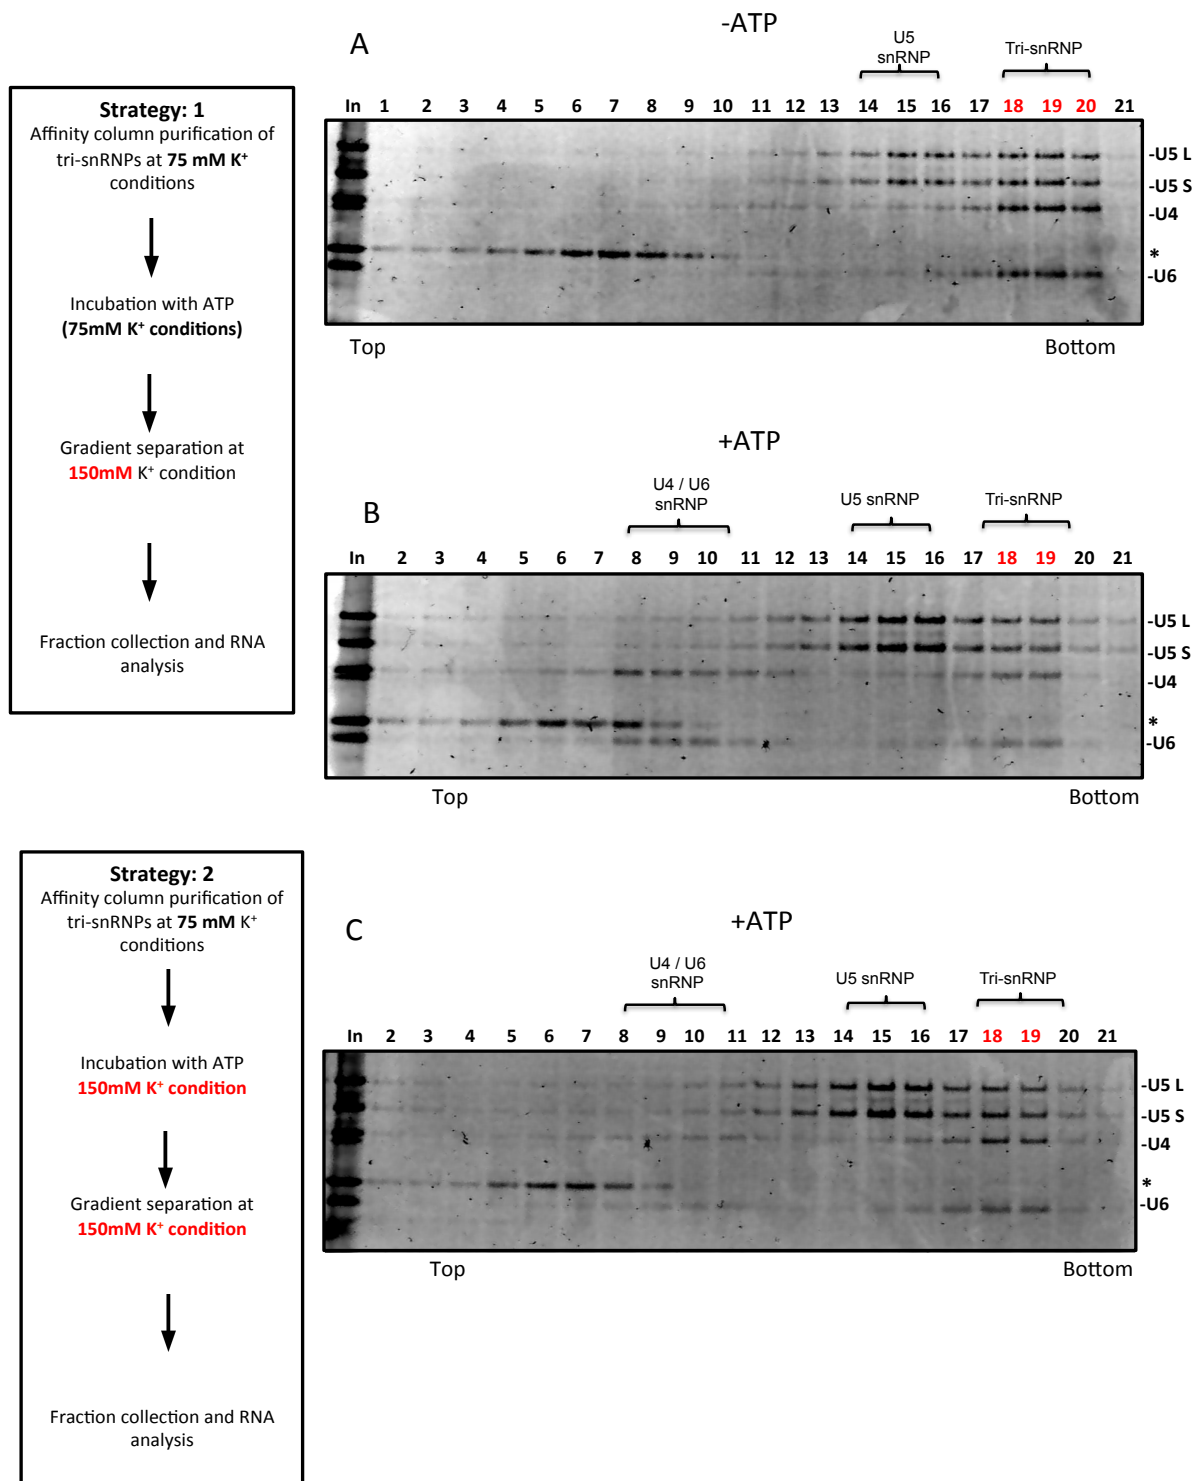 Strategy: 1
Affinity column purification of
tri-snRNPs at 75 mM K⁺
conditions
Incubation with ATP
(75mM K⁺ conditions)
Gradient separation at
150mM K⁺ condition
Fraction collection and RNA
analysis
A
-ATP
U5
snRNP
Tri-snRNP
In 1 2 3 4 5 6 7 8 9 10 11 12 13 14 15 16 17 18 19 20 21
-U5 L
-U5 S
-U4
*
-U6
Top
Bottom
+ATP
B
U4 / U6
snRNP
U5 snRNP
Tri-snRNP
In 2 3 4 5 6 7 8 9 10 11 12 13 14 15 16 17 18 19 20 21
-U5 L
-U5 S
-U4
*
-U6
Top
Bottom
Strategy: 2
Affinity column purification of
tri-snRNPs at 75 mM K⁺
conditions
Incubation with ATP
150mM K⁺ condition
Gradient separation at
150mM K⁺ condition
Fraction collection and RNA
analysis
C
+ATP
U4 / U6
snRNP
U5 snRNP
Tri-snRNP
In 2 3 4 5 6 7 8 9 10 11 12 13 14 15 16 17 18 19 20 21
-U5 L
-U5 S
-U4
*
-U6
Top
Bottom